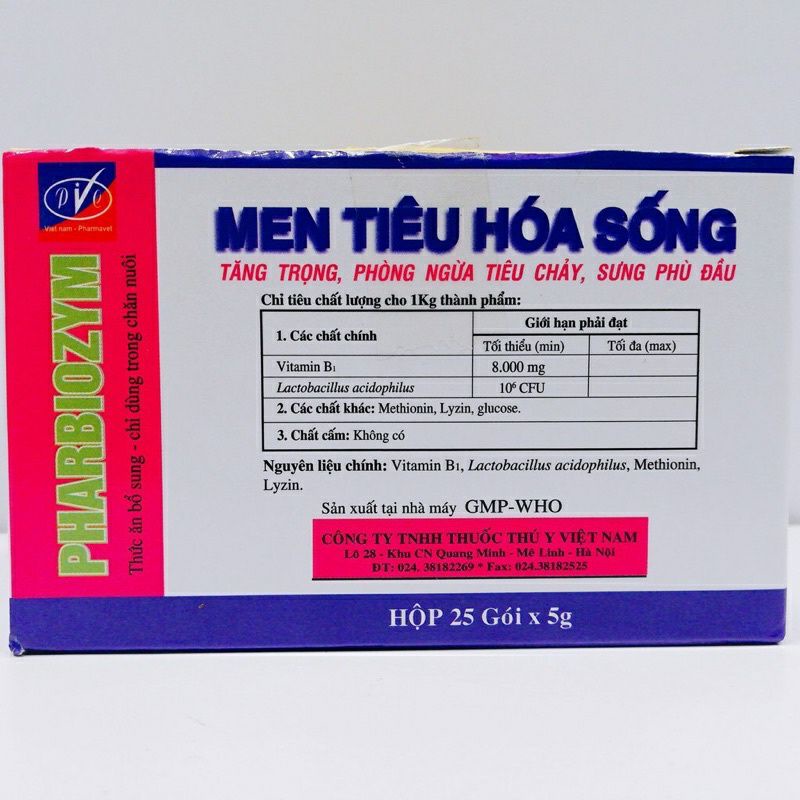 PVC
Việt nam - Pharmavet
PHARBIOZYM
Thức ăn bổ sung - chỉ dùng trong chăn nuôi
MEN TIÊU HÓA SỐNG
TĂNG TRỌNG, PHÒNG NGỪA TIÊU CHẢY, SƯNG PHÙ ĐẦU
Chỉ tiêu chất lượng cho 1Kg thành phẩm:
1. Các chất chính
Giới hạn phải đạt
Tối thiểu (min) Tối đa (max)
Vitamin B₁ 8.000 mg
Lactobacillus acidophilus 10⁶ CFU
2. Các chất khác: Methionin, Lyzin, glucose.
3. Chất cấm: Không có
Nguyên liệu chính: Vitamin B₁, Lactobacillus acidophilus, Methionin,
Lyzin.
Sản xuất tại nhà máy GMP-WHO
CÔNG TY TNHH THUỐC THÚ Y VIỆT NAM
Lô 28 - Khu CN Quang Minh - Mê Linh - Hà Nội
ĐT: 024. 38182269 * Fax: 024.38182525
HỘP 25 Gói x 5g